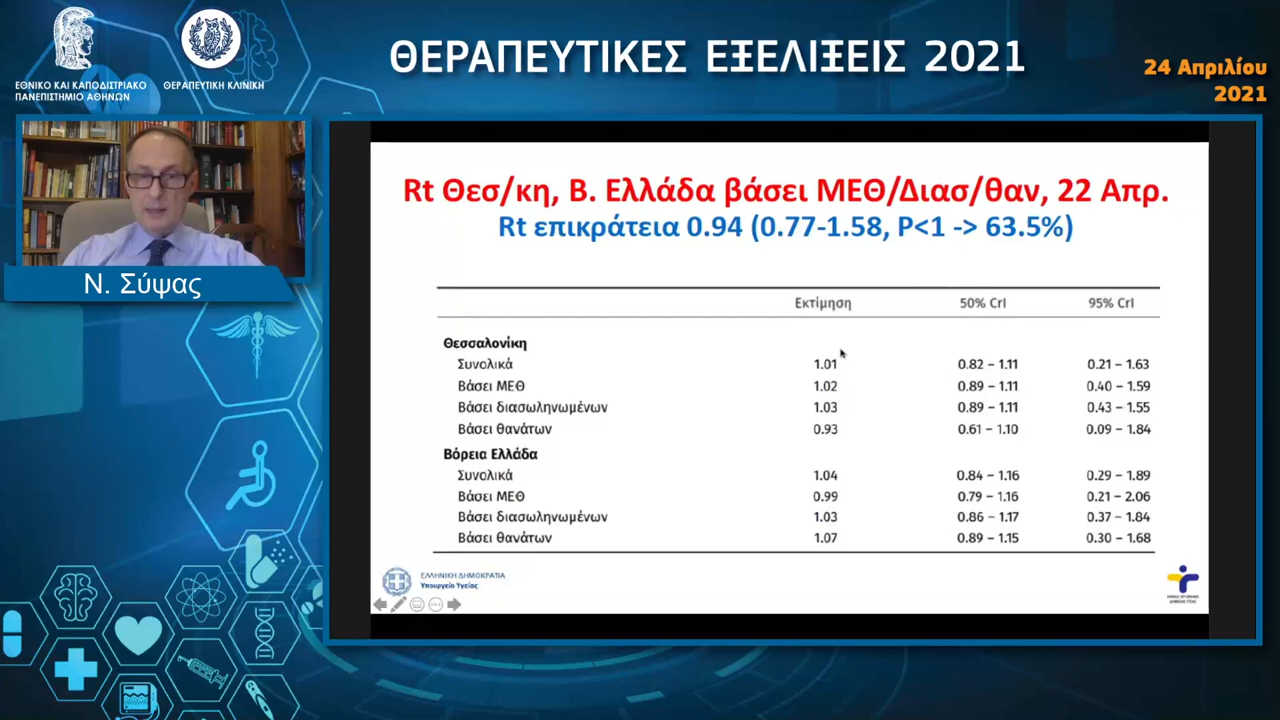 ΕΘΝΙΚΟ ΚΑΙ ΚΑΠΟΔΙΣΤΡΙΑΚΟ
ΠΑΝΕΠΙΣΤΗΜΙΟ ΑΘΗΝΩΝ
ΘΕΡΑΠΕΥΤΙΚΗ ΚΛΙΝΙΚΗ
ΘΕΡΑΠΕΥΤΙΚΕΣ ΕΞΕΛΙΞΕΙΣ 2021
24 Απριλίου
2021
Ν. Σύψας
Rt Θεσ/κη, Β. Ελλάδα βάσει ΜΕΘ/Διασ/θαν, 22 Απρ.
Rt επικράτεια 0.94 (0.77-1.58, P<1 -> 63.5%)
Εκτίμηση 50% CrI 95% CrI
Θεσσαλονίκη
Συνολικά 1.01 0.82 – 1.11 0.21 – 1.63
Βάσει ΜΕΘ 1.02 0.89 – 1.11 0.40 – 1.59
Βάσει διασωληνωμένων 1.03 0.89 – 1.11 0.43 – 1.55
Βάσει θανάτων 0.93 0.61 – 1.10 0.09 – 1.84
Βόρεια Ελλάδα
Συνολικά 1.04 0.84 – 1.16 0.29 – 1.89
Βάσει ΜΕΘ 0.99 0.79 – 1.16 0.21 – 2.06
Βάσει διασωληνωμένων 1.03 0.86 – 1.17 0.37 – 1.84
Βάσει θανάτων 1.07 0.89 – 1.15 0.30 – 1.68
ΕΛΛΗΝΙΚΗ ΔΗΜΟΚΡΑΤΙΑ
Υπουργείο Υγείας